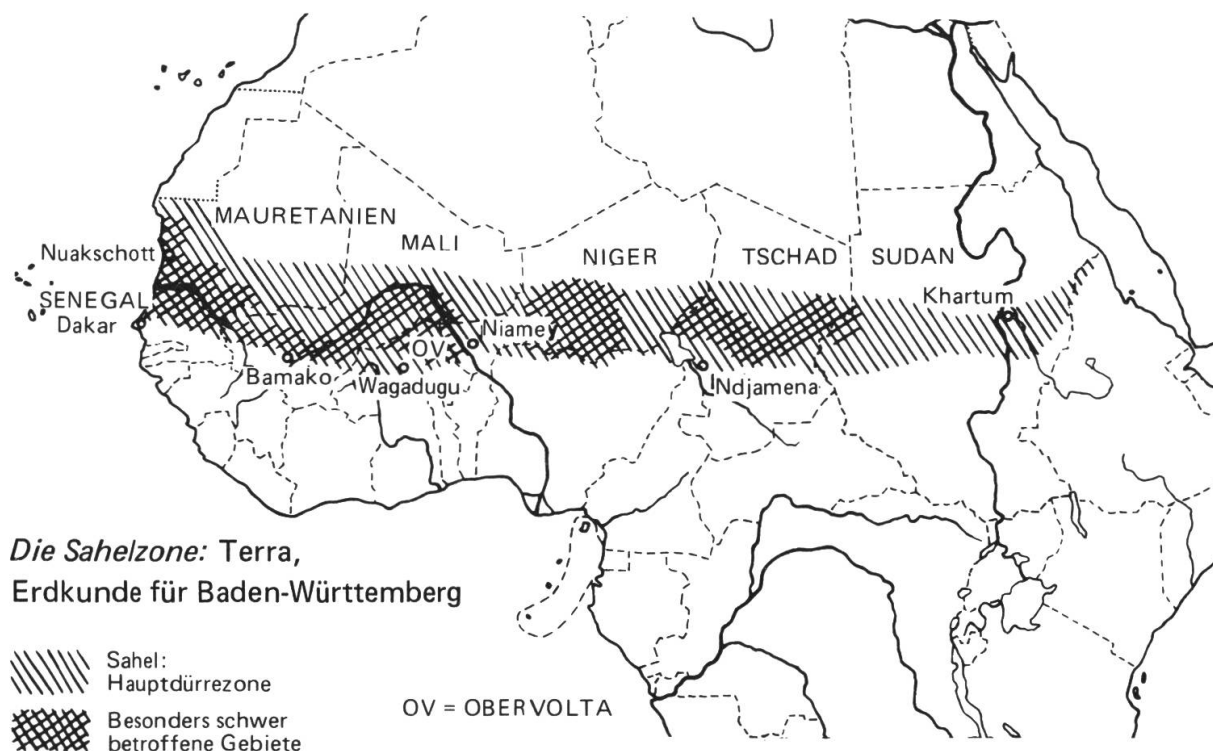 MAURETANIEN
MALI
NIGER
TSCHAD
SUDAN
Nuakschott
SENEGAL
Dakar
Khartum
Niame
OV
Bamako
Wagadugu
Ndjamena
Die Sahelzone: Terra,
Erdkunde für Baden-Württemberg
Sahel:
Hauptdürrezone
OV = OBERVOLTA
Besonders schwer
betroffene Gebiete